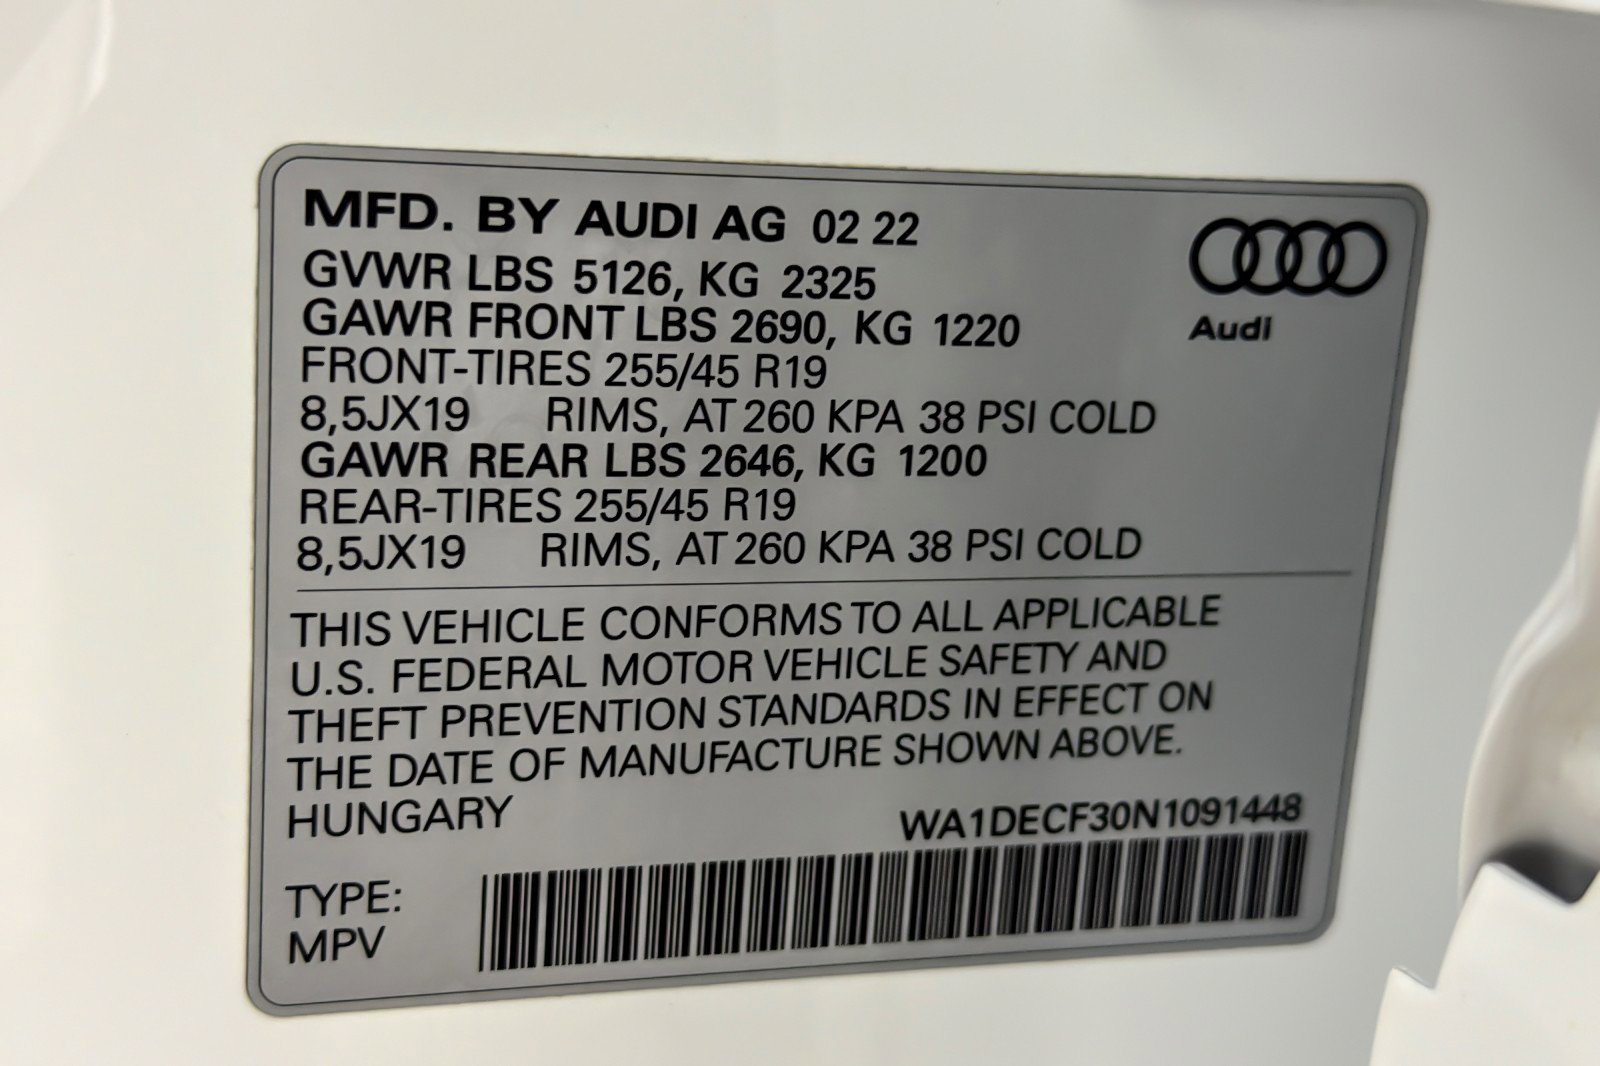 MFD. BY AUDI AG 02 22
GVWR LBS 5126, KG 2325
GAWR FRONT LBS 2690, KG 1220
FRONT-TIRES 255/45 R19
8,5JX19 RIMS, AT 260 KPA 38 PSI COLD
GAWR REAR LBS 2646, KG 1200
REAR-TIRES 255/45 R19
8,5JX19 RIMS, AT 260 KPA 38 PSI COLD
Audi
THIS VEHICLE CONFORMS TO ALL APPLICABLE
U.S. FEDERAL MOTOR VEHICLE SAFETY AND
THEFT PREVENTION STANDARDS IN EFFECT ON
THE DATE OF MANUFACTURE SHOWN ABOVE.
HUNGARY
WA1DECF30N1091448
TYPE:
MPV